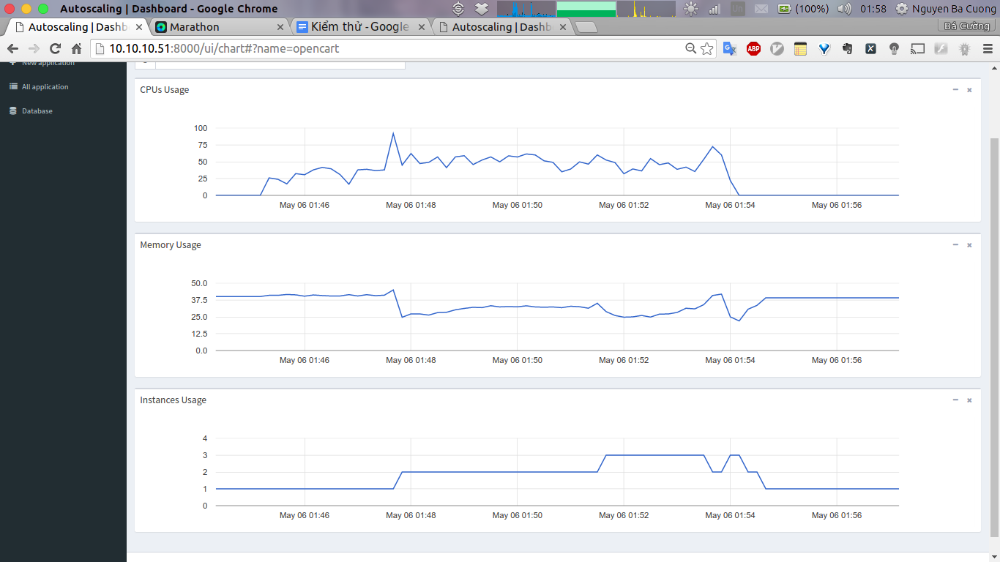 Autoscaling | Dashboard - Google Chrome
(100%)
01:58
Nguyen Ba Cuong
Autoscaling | Dashb
Marathon
Kiểm thử - Google
Autoscaling | Dashb
Bá Cường
10.10.10.51:8000/ui/chart#?name=opencart
ABP
New application
All application
Database
CPUs Usage
100
75
50
25
0
May 06 01:46 May 06 01:48 May 06 01:50 May 06 01:52 May 06 01:54 May 06 01:56
Memory Usage
50.0
37.5
25.0
12.5
0.0
May 06 01:46 May 06 01:48 May 06 01:50 May 06 01:52 May 06 01:54 May 06 01:56
Instances Usage
4
3
2
1
0
May 06 01:46 May 06 01:48 May 06 01:50 May 06 01:52 May 06 01:54 May 06 01:56